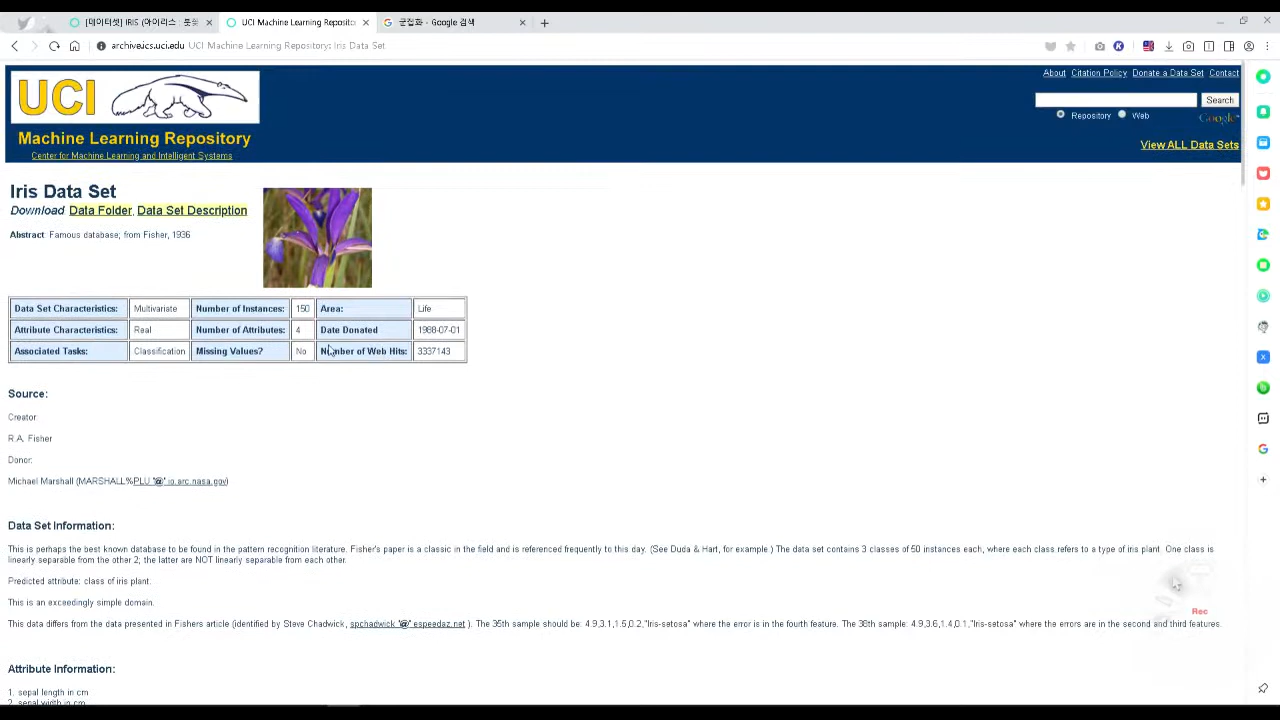 [데이터셋] IRIS (아이리스 : 붓꽃
UCI Machine Learning Reposito
군집화 - Google 검색
archive.ics.uci.edu UCI Machine Learning Repository: Iris Data Set
About Citation Policy Donate a Data Set Contact
UCI
Search
Repository Web
Google™
Machine Learning Repository
View ALL Data Sets
Center for Machine Learning and Intelligent Systems
Iris Data Set
Download: Data Folder, Data Set Description
Abstract: Famous database; from Fisher, 1936
Data Set Characteristics: Multivariate Number of Instances: 150 Area: Life
Attribute Characteristics: Real Number of Attributes: 4 Date Donated 1988-07-01
Associated Tasks: Classification Missing Values? No Number of Web Hits: 3337143
Source:
Creator
R.A. Fisher
Donor:
Michael Marshall (MARSHALL%PLU "@" io.arc.nasa.gov)
Data Set Information:
This is perhaps the best known database to be found in the pattern recognition literature. Fisher's paper is a classic in the field and is referenced frequently to this day. (See Duda & Hart, for example.) The data set contains 3 classes of 50 instances each, where each class refers to a type of iris plant. One class is
linearly separable from the other 2; the latter are NOT linearly separable from each other.
Predicted attribute: class of iris plant.
This is an exceedingly simple domain.
Rec
This data differs from the data presented in Fishers article (identified by Steve Chadwick, spchadwick "@" espeedaz.net ). The 35th sample should be: 4.9,3.1,1.5,0.2,"Iris-setosa" where the error is in the fourth feature. The 38th sample: 4.9,3.6,1.4,0.1,"Iris-setosa" where the errors are in the second and third features.
Attribute Information:
1. sepal length in cm
2. sepal width in cm